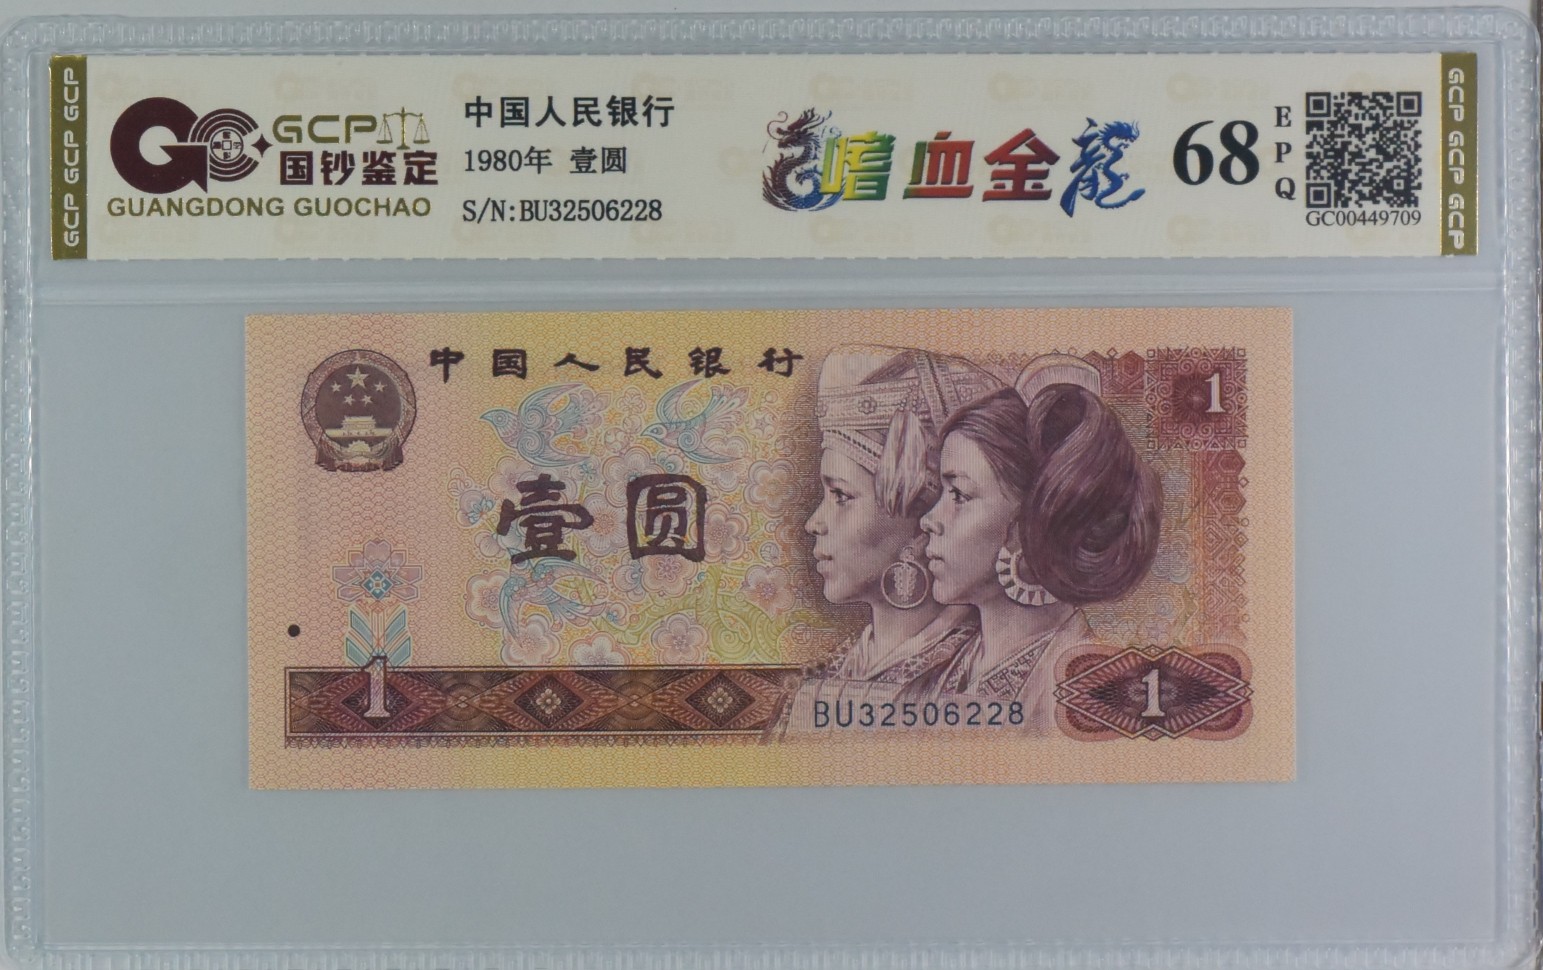 GCP GCP GCP
GCP
国钞鉴定
GUANGDONG GUOCHAO
中国人民银行
1980年 壹圆
S/N:BU32506228
嗜血金龍
68
EPQ
GC00449709
GCP GCP GCP
中国人民银行
1
壹圆
1
BU32506228
1